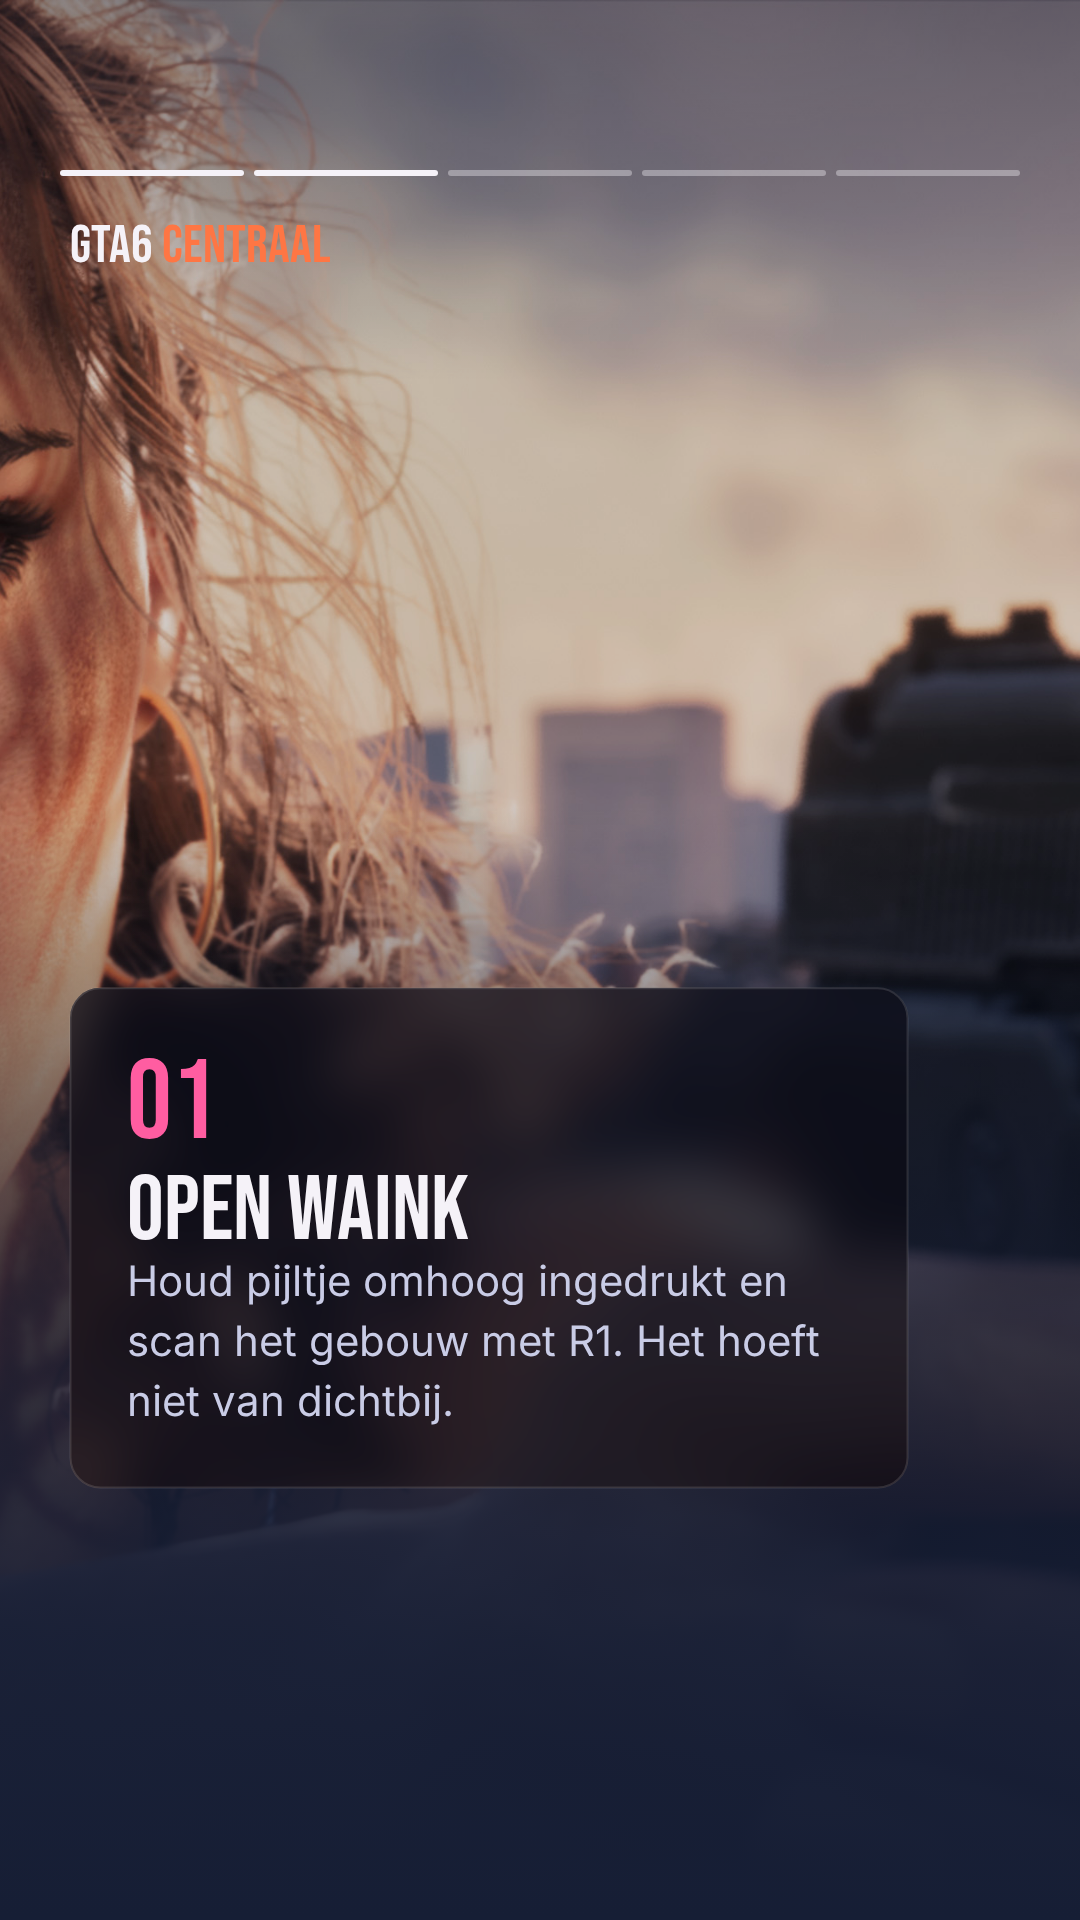 GTA6 CENTRAAL
01
OPEN WAINK
Houd pijltje omhoog ingedrukt en
scan het gebouw met R1. Het hoeft
niet van dichtbij.